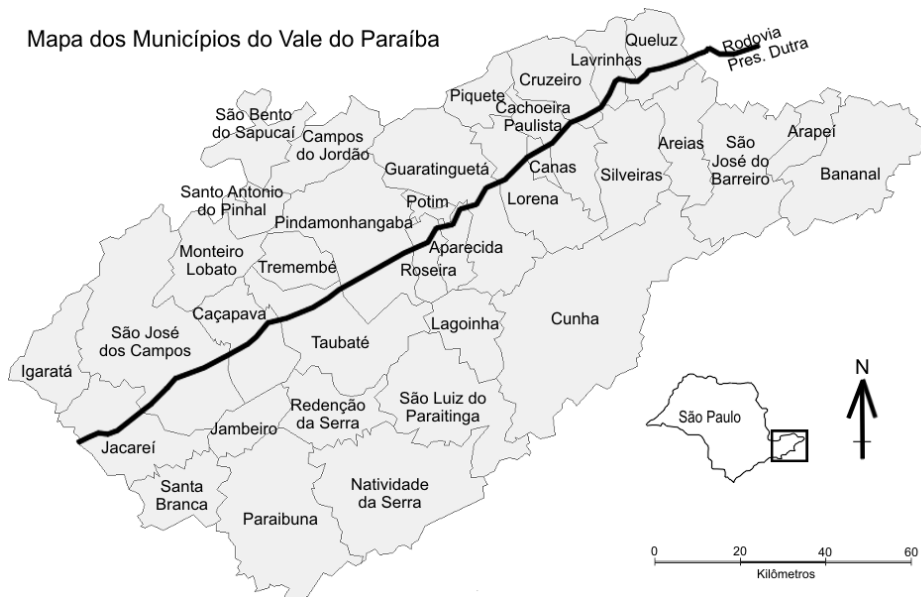 Mapa dos Municípios do Vale do Paraíba
Queluz
Rodovia
Pres. Dutra
Lavrinhas
Cruzeiro
Piquete
Cachoeira
Paulista
São Bento
do Sapucaí
Campos
do Jordão
Arapeí
Areias
São
José do
Barreiro
Guaratinguetá
Canas
Silveiras
Bananal
Santo Antonio
do Pinhal
Potim
Lorena
Pindamonhangaba
Monteiro
Lobato
Tremembé
Aparecida
Roseira
Caçapava
Cunha
Lagoinha
São José
dos Campos
Taubaté
Igaratá
Redenção
da Serra
São Luiz do
Paraitinga
Jambeiro
Jacareí
Santa
Branca
Natividade
da Serra
Paraibuna
São Paulo
N
0 20 40 60
Kilômetros